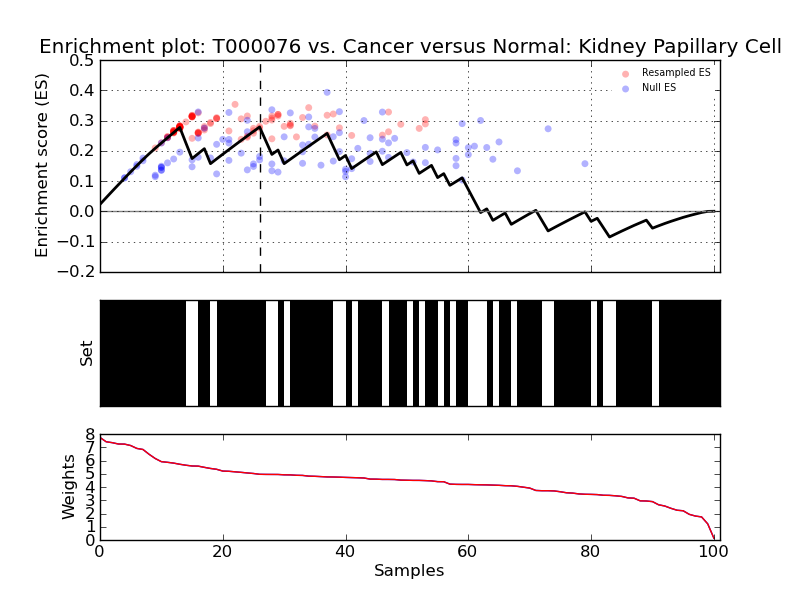 Enrichment plot: T000076 vs. Cancer versus Normal: Kidney Papillary Cell
0.5
0.4
0.3
0.2
0.1
0.0
−0.1
−0.2
Enrichment score (ES)
Resampled ES
Null ES
Set
8
7
6
5
4
3
2
1
0
Weights
0 20 40 60 80 100
Samples